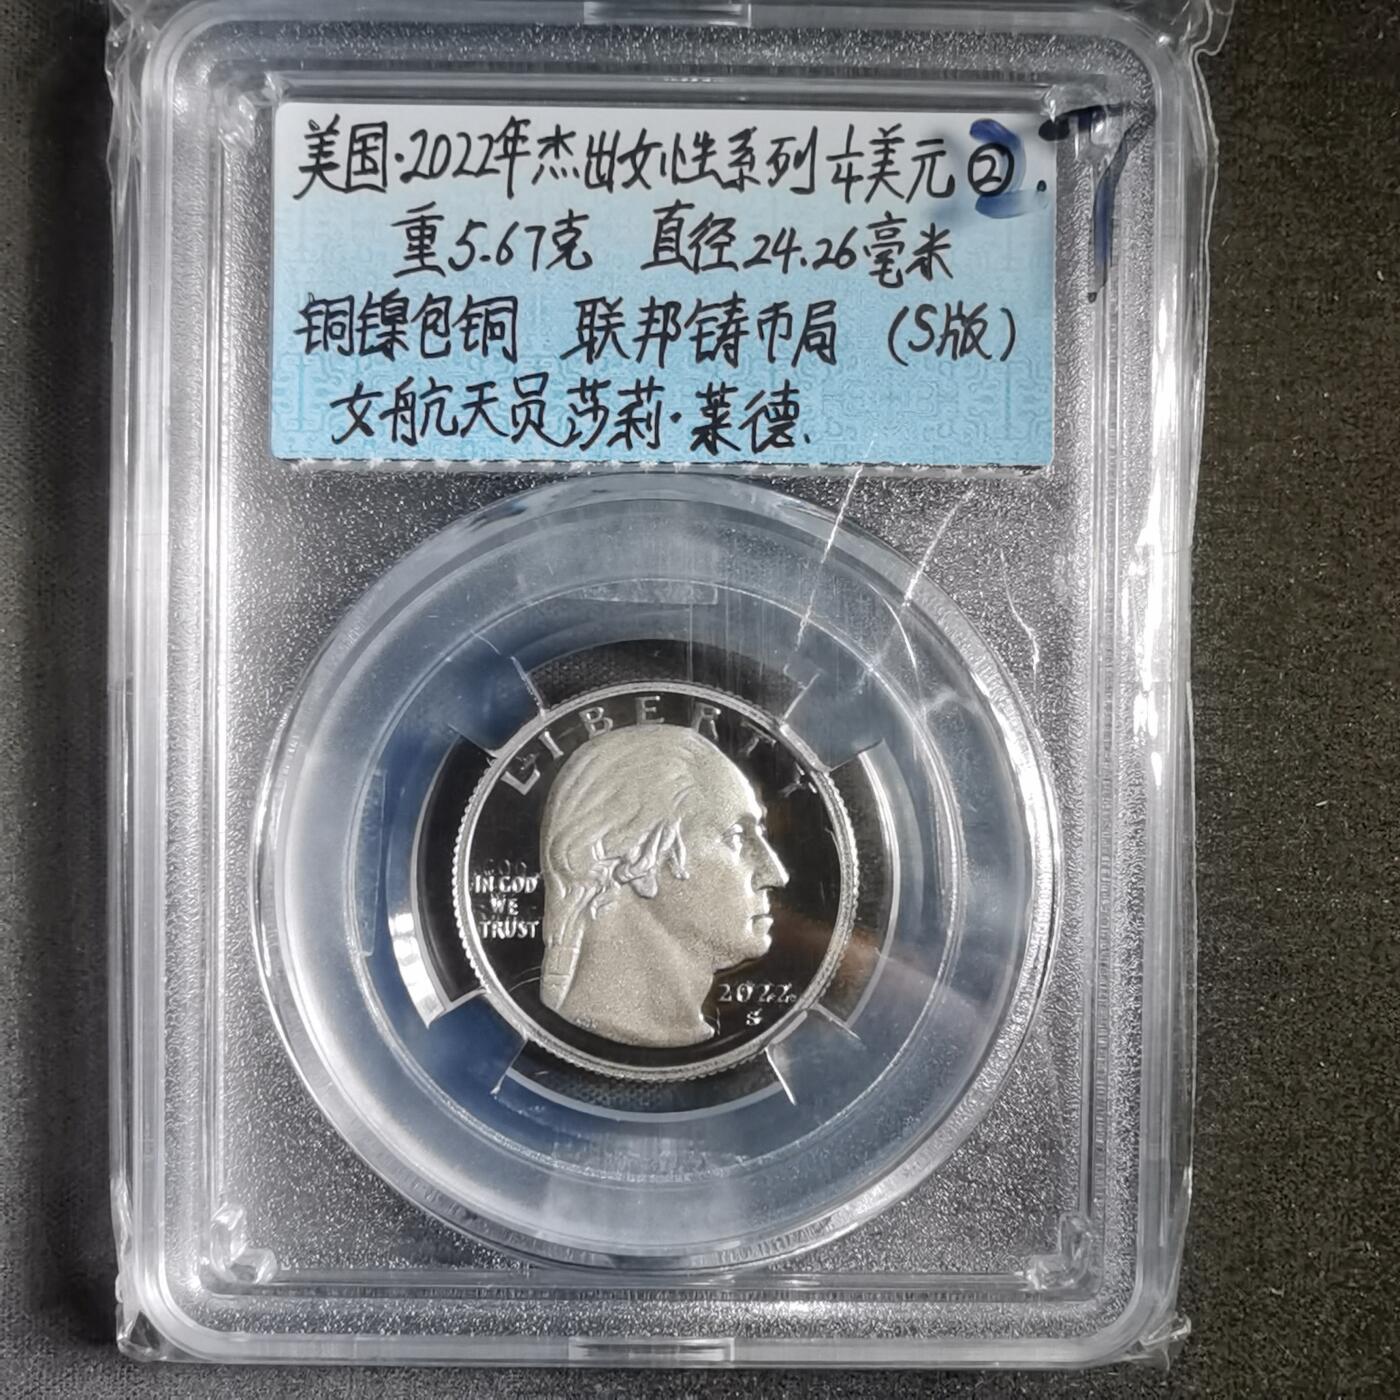 美国·2022年杰出女性系列 1/4美元②
重5.67克 直径24.26毫米
铜镍包铜 联邦铸币局 (S版)
女航天员莎莉·莱德.
LIBERTY
IN GOD
WE
TRUST
2022
S